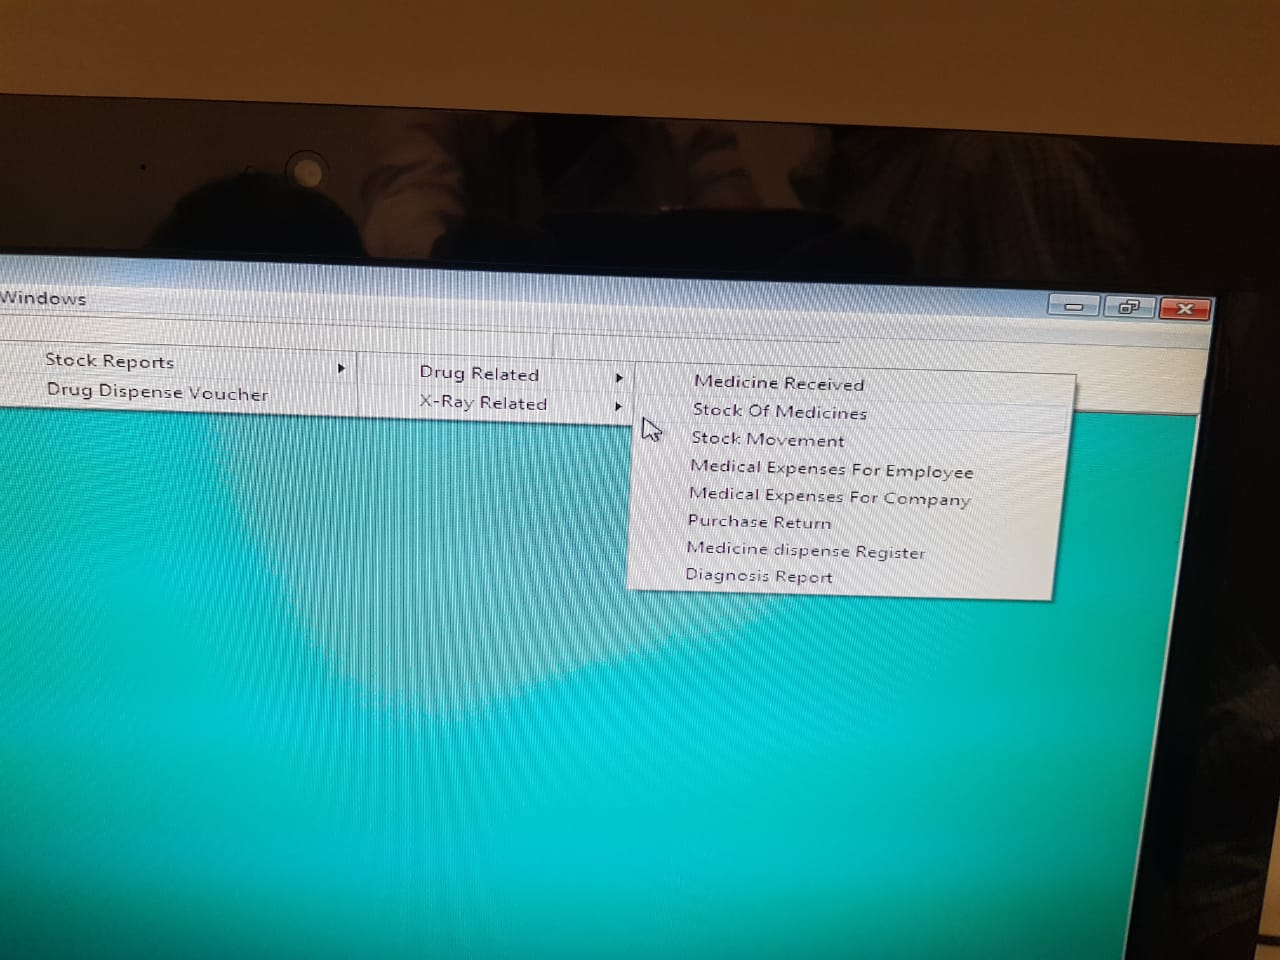 Windows
Stock Reports
Drug Dispense Voucher
Drug Related
X-Ray Related
Medicine Received
Stock Of Medicines
Stock Movement
Medical Expenses For Employee
Medical Expenses For Company
Purchase Return
Medicine dispense Register
Diagnosis Report